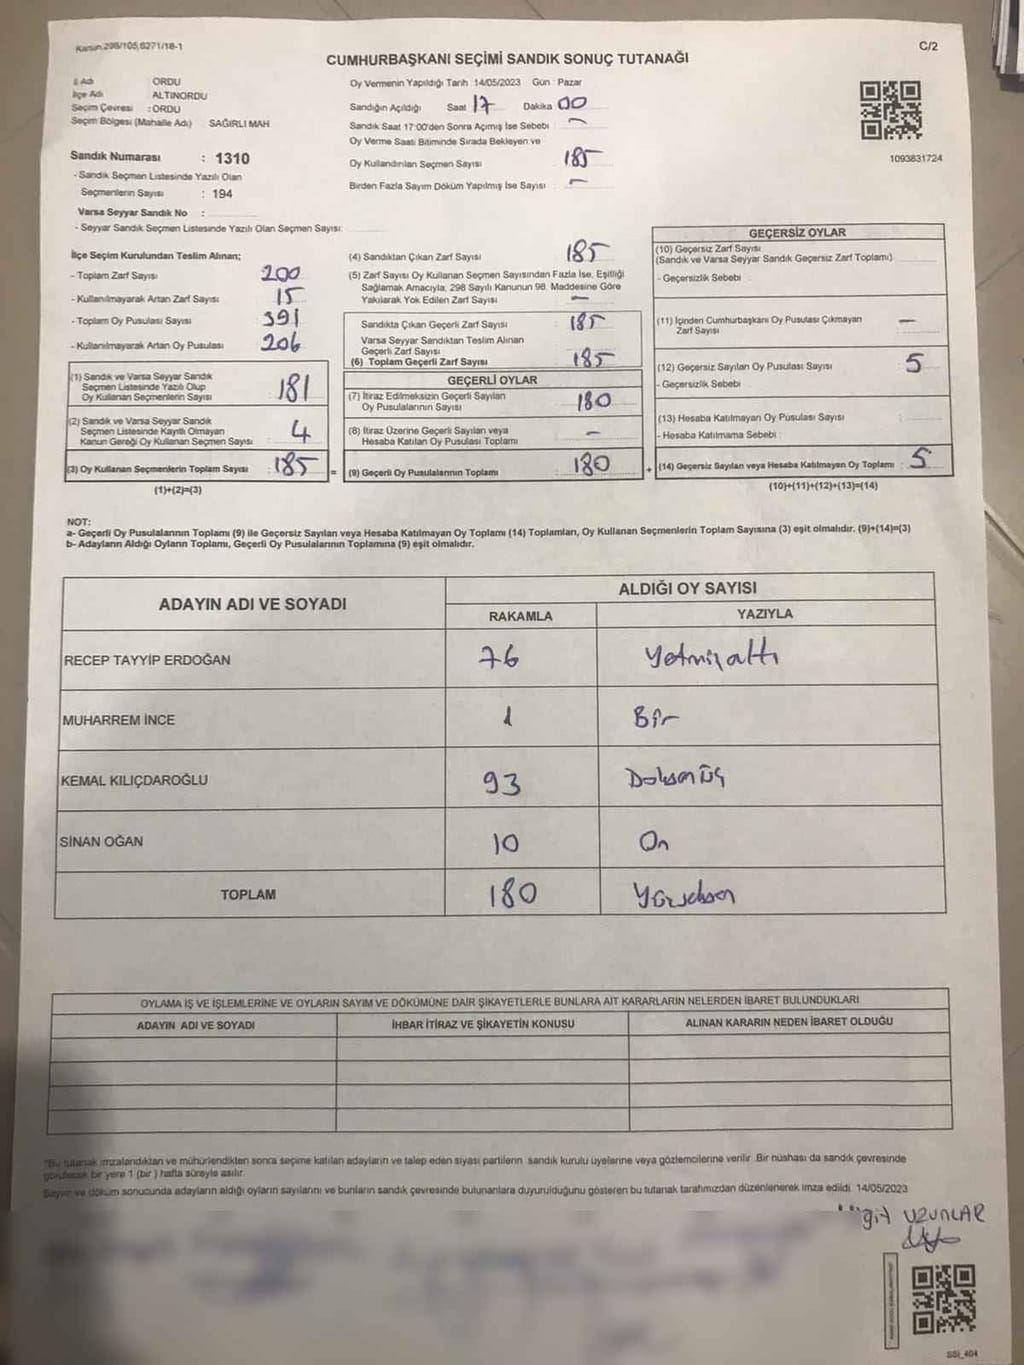 Kanun.298/105,6271/18-1
C/2
CUMHURBAŞKANI SEÇİMİ SANDIK SONUÇ TUTANAĞI
İl Adı ORDU
İlçe Adı ALTINORDU
Seçim Çevresi : ORDU
Seçim Bölgesi (Mahalle Adı) SAĞIRLI MAH.
Sandık Numarası : 1310
- Sandık Seçmen Listesinde Yazılı Olan
Seçmenlerin Sayısı : 194
Varsa Seyyar Sandık No :
- Seyyar Sandık Seçmen Listesinde Yazılı Olan Seçmen Sayısı:
Oy Vermenin Yapıldığı Tarih :14/05/2023 Gün : Pazar
Sandığın Açıldığı Saat 17 Dakika 00
Sandık Saat 17:00'den Sonra Açımış İse Sebebi : -
Oy Verme Saati Bitiminde Sırada Bekleyen ve
Oy Kullandırılan Seçmen Sayısı 185
Birden Fazla Sayım Döküm Yapılmış İse Sayısı : -
1093831724
İlçe Seçim Kurulundan Teslim Alınan;
- Toplam Zarf Sayısı 200
- Kullanılmayarak Artan Zarf Sayısı 15
- Toplam Oy Pusulası Sayısı 391
- Kullanılmayarak Artan Oy Pusulası 206
(1) Sandık ve Varsa Seyyar Sandık
Seçmen Listesinde Yazılı Olup
Oy Kullanan Seçmenlerin Sayısı 181
(2) Sandık ve Varsa Seyyar Sandık
Seçmen Listesinde Kayıtlı Olmayan
Kanun Gereği Oy Kullanan Seçmen Sayısı 4
(3) Oy Kullanan Seçmenlerin Toplam Sayısı : 185 =
(1)+(2)=(3)
(4) Sandıktan Çıkan Zarf Sayısı : 185
(5) Zarf Sayısı Oy Kullanan Seçmen Sayısından Fazla İse, Eşitliği
Sağlamak Amacıyla, 298 Sayılı Kanunun 98. Maddesine Göre
Yakılarak Yok Edilen Zarf Sayısı : -
Sandıkta Çıkan Geçerli Zarf Sayısı : 185
Varsa Seyyar Sandıktan Teslim Alınan
Geçerli Zarf Sayısı
(6) Toplam Geçerli Zarf Sayısı : 185
GEÇERLİ OYLAR
(7) İtiraz Edilmeksizin Geçerli Sayılan
Oy Pusulalarının Sayısı : 180
(8) İtiraz Üzerine Geçerli Sayılan veya
Hesaba Katılan Oy Pusulası Toplamı : -
(9) Geçerli Oy Pusulalarının Toplamı : 180 +
GEÇERSİZ OYLAR
(10) Geçersiz Zarf Sayısı
(Sandık ve Varsa Seyyar Sandık Geçersiz Zarf Toplamı)
- Geçersizlik Sebebi :
(11) İçinden Cumhurbaşkanı Oy Pusulası Çıkmayan
Zarf Sayısı : -
(12) Geçersiz Sayılan Oy Pusulası Sayısı : 5
- Geçersizlik Sebebi :
(13) Hesaba Katılmayan Oy Pusulası Sayısı :
- Hesaba Katılmama Sebebi :
(14) Geçersiz Sayılan veya Hesaba Katılmayan Oy Toplamı : 5
(10)+(11)+(12)+(13)=(14)
NOT:
a- Geçerli Oy Pusulalarının Toplamı (9) ile Geçersiz Sayılan veya Hesaba Katılmayan Oy Toplamı (14) Toplamları, Oy Kullanan Seçmenlerin Toplam Sayısına (3) eşit olmalıdır. (9)+(14)=(3)
b- Adayların Aldığı Oyların Toplamı, Geçerli Oy Pusulalarının Toplamına (9) eşit olmalıdır.
ADAYIN ADI VE SOYADI
ALDIĞI OY SAYISI
RAKAMLA YAZIYLA
RECEP TAYYİP ERDOĞAN 76 Yetmişaltı
MUHARREM İNCE 1 Bir
KEMAL KILIÇDAROĞLU 93 Doksanüç
SİNAN OĞAN 10 On
TOPLAM 180 Yüzseksen
OYLAMA İŞ VE İŞLEMLERİNE VE OYLARIN SAYIM VE DÖKÜMÜNE DAİR ŞİKAYETLERLE BUNLARA AİT KARARLARIN NELERDEN İBARET BULUNDUKLARI
ADAYIN ADI VE SOYADI İHBAR İTİRAZ VE ŞİKAYETİN KONUSU ALINAN KARARIN NEDEN İBARET OLDUĞU
*Bu tutanak imzalandıktan ve mühürlendikten sonra seçime katılan adayların ve talep eden siyasi partilerin sandık kurulu üyelerine veya gözlemcilerine verilir. Bir nüshası da sandık çevresinde
görülecek bir yere 1 (bir) hafta süreyle asılır.
Sayım ve döküm sonucunda adayların aldığı oyların sayılarını ve bunların sandık çevresinde bulunanlara duyurulduğunu gösteren bu tutanak tarafımızdan düzenlenerek imza edildi. 14/05/2023
UZUNLAR
SSI_404